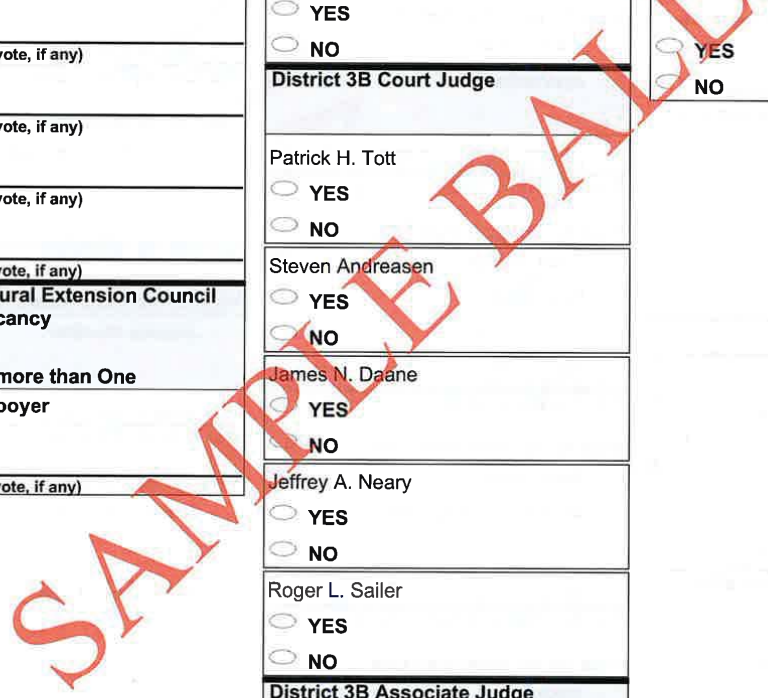 vote, if any)
vote, if any)
vote, if any)
vote, if any)
ural Extension Council
cancy
more than One
ote, if any)
YES
NO
District 3B Court Judge
Patrick H. Tott
YES
NO
Steven Andreasen
YES
NO
James N. Daane
YES
NO
Jeffrey A. Neary
YES
NO
Roger L. Sailer
YES
NO
District 3B Associate Judge
YES
NO
SAMPLE BALL